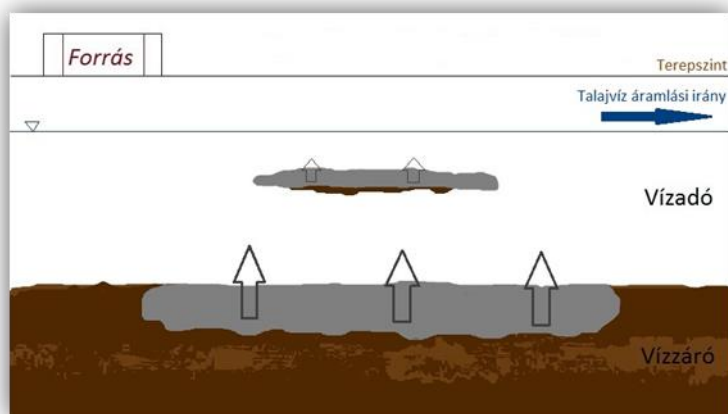 Forrás
Terepszint
Talajvíz áramlási irány
Vízadó
Vízzáró